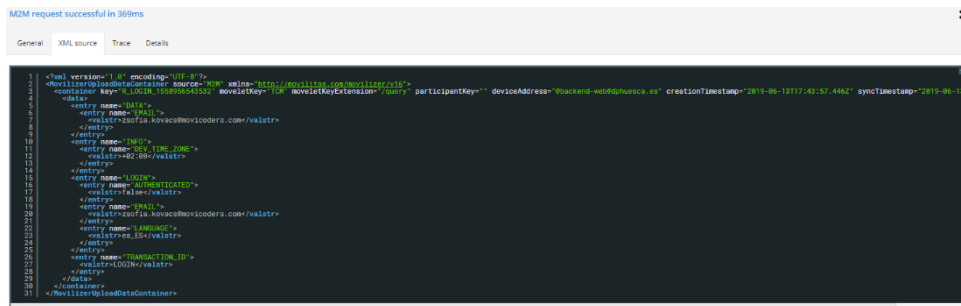 M2M request successful in 369ms
General XML source Trace Details
1 <?xml version="1.0" encoding="UTF-8"?>
2 <MovilizerUploadDataContainer source="M2M" xmlns="http://movilitas.com/movilizer/v16">
3 <container key="R_LOGIN_1558956543532" moveletKey="TCM" moveletKeyExtension="/query" participantKey="" deviceAddress="@backend-web@dphuesca.es" creationTimestamp="2019-06-13T17:43:57.446Z" syncTimestamp="2019-06-1
4 <data>
5 <entry name="DATA">
6 <entry name="EMAIL">
7 <valstr>zsofia.kovacs@movicoders.com</valstr>
8 </entry>
9 </entry>
10 <entry name="INFO">
11 <entry name="DEV_TIME_ZONE">
12 <valstr>+02:00</valstr>
13 </entry>
14 </entry>
15 <entry name="LOGIN">
16 <entry name="AUTHENTICATED">
17 <valstr>false</valstr>
18 </entry>
19 <entry name="EMAIL">
20 <valstr>zsofia.kovacs@movicoders.com</valstr>
21 </entry>
22 <entry name="LANGUAGE">
23 <valstr>es_ES</valstr>
24 </entry>
25 </entry>
26 <entry name="TRANSACTION_ID">
27 <valstr>LOGIN</valstr>
28 </entry>
29 </data>
30 </container>
31 </MovilizerUploadDataContainer>